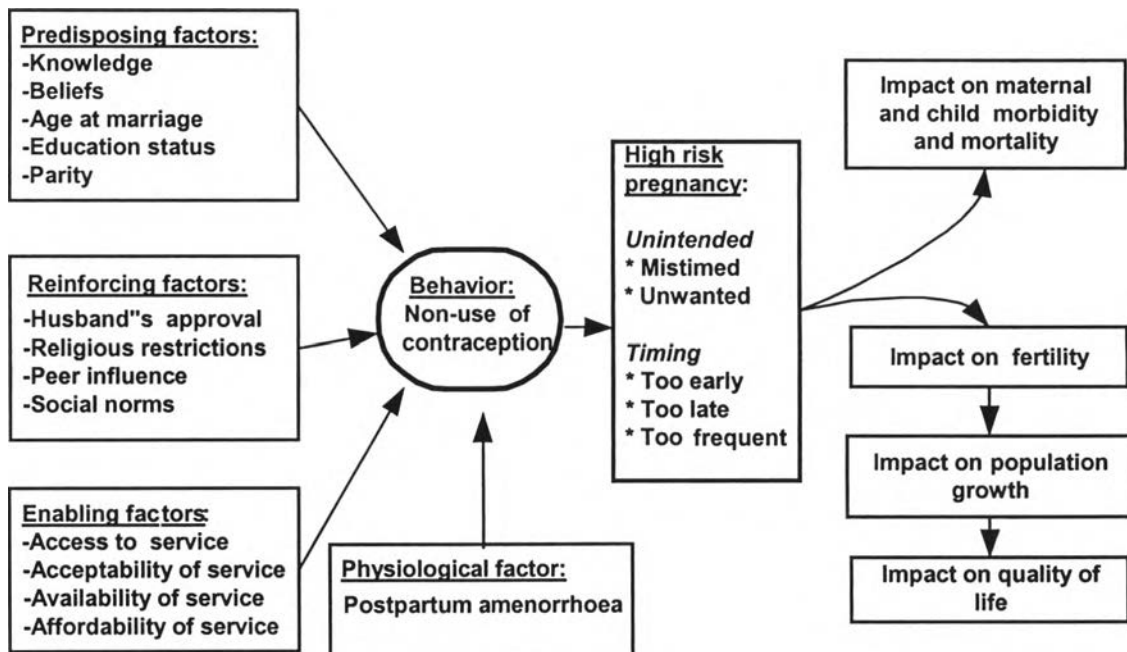 Predisposing factors:
-Knowledge
-Beliefs
-Age at marriage
-Education status
-Parity
Reinforcing factors:
-Husband"s approval
-Religious restrictions
-Peer influence
-Social norms
Enabling factors:
-Access to service
-Acceptability of service
-Availability of service
-Affordability of service
Behavior:
Non-use of
contraception
Physiological factor:
Postpartum amenorrhoea
High risk
pregnancy:
Unintended
* Mistimed
* Unwanted
Timing
* Too early
* Too late
* Too frequent
Impact on maternal
and child morbidity
and mortality
Impact on fertility
Impact on population
growth
Impact on quality of
life